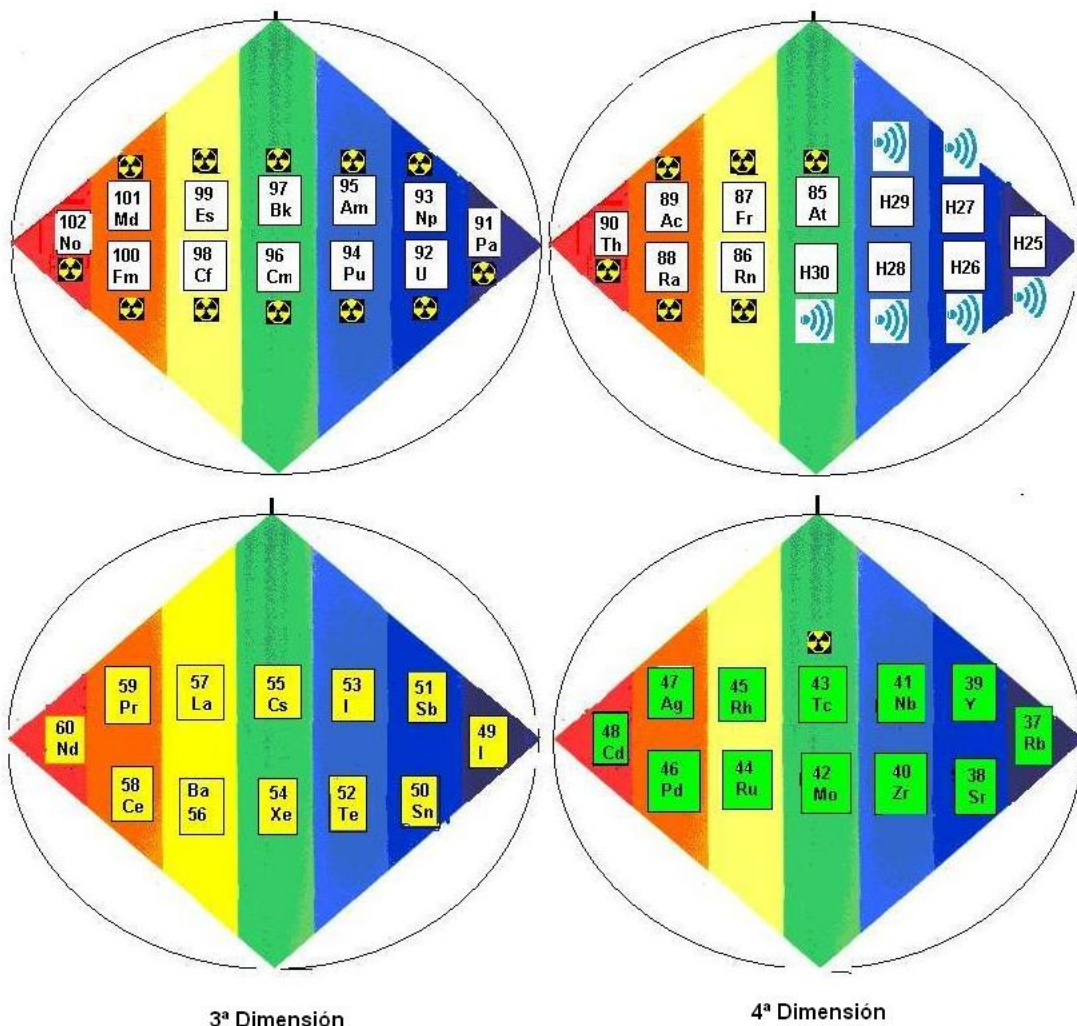 101
Md
99
Es
97
Bk
95
Am
93
Np
102
No
91
Pa
100
Fm
98
Cf
96
Cm
94
Pu
92
U
89
Ac
87
Fr
85
At
H29
H27
90
Th
H25
88
Ra
86
Rn
H30
H28
H26
59
Pr
57
La
55
Cs
53
I
51
Sb
60
Nd
49
I
58
Ce
Ba
56
54
Xe
52
Te
50
Sn
47
Ag
45
Rh
43
Tc
41
Nb
39
Y
48
Cd
37
Rb
46
Pd
44
Ru
42
Mo
40
Zr
38
Sr
3ª Dimensión
4ª Dimensión